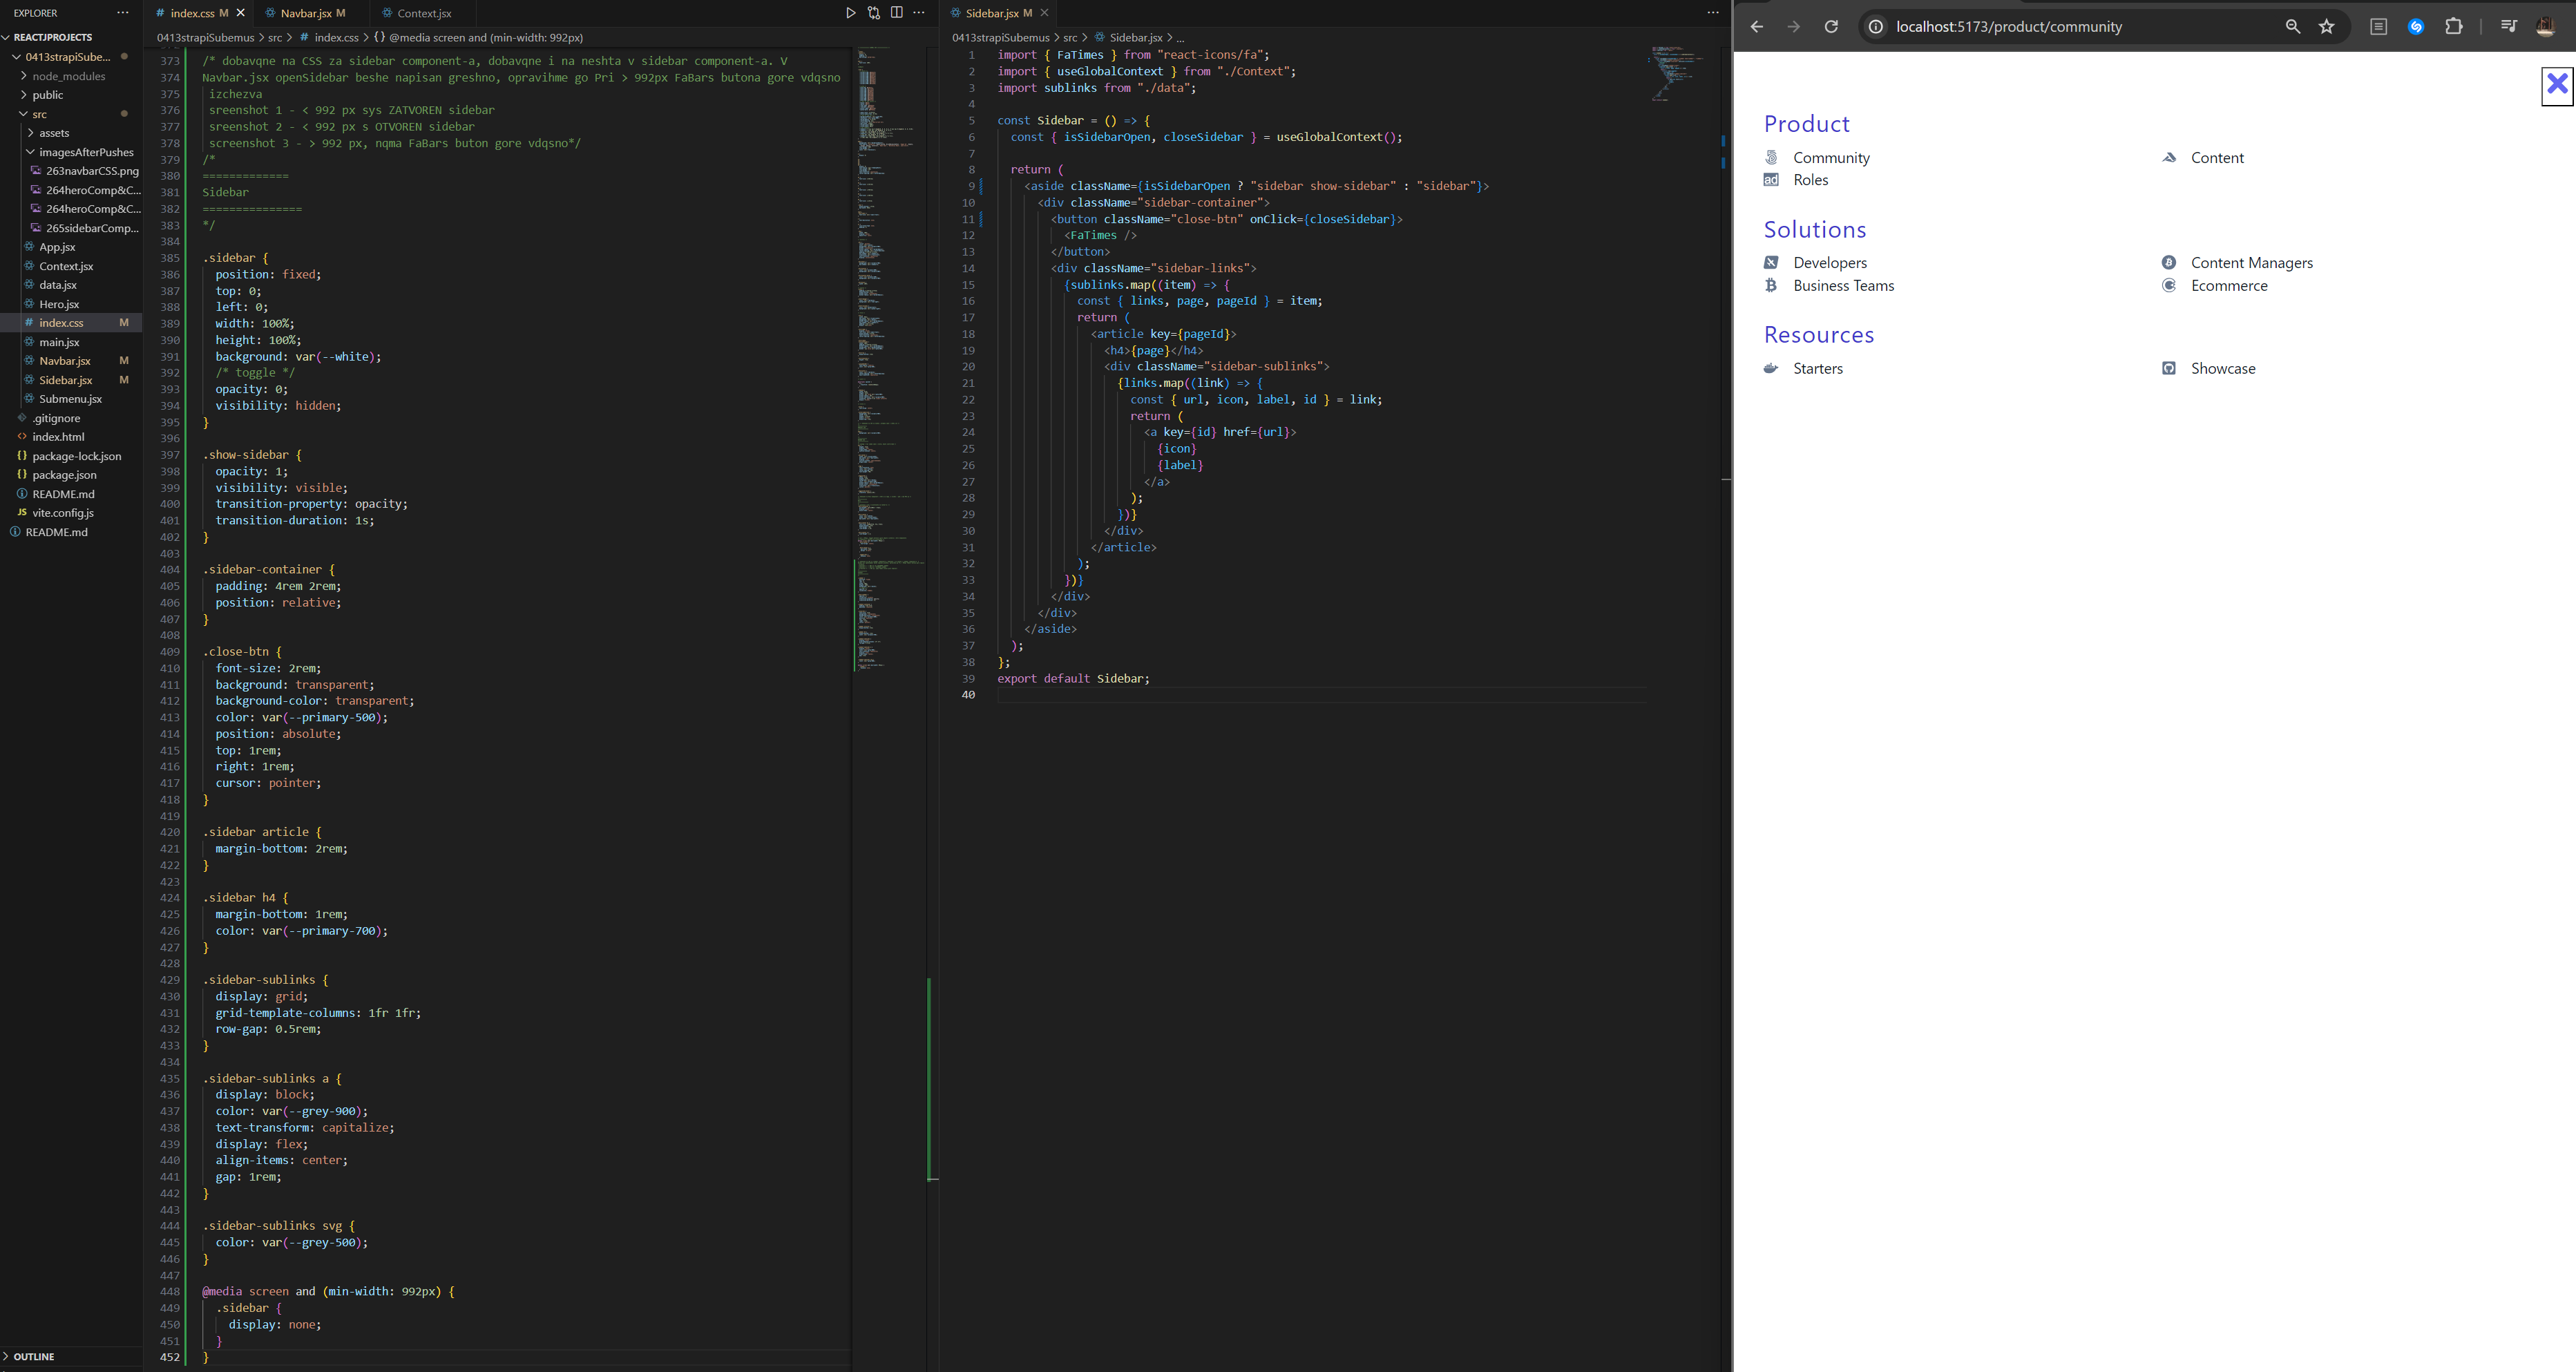 EXPLORER
REACTJPROJECTS
0413strapiSube...
node_modules
public
src
assets
imagesAfterPushes
263navbarCSS.png
264heroComp&C...
264heroComp&C...
265sidebarComp...
App.jsx
Context.jsx
data.jsx
Hero.jsx
index.css M
main.jsx
Navbar.jsx M
Sidebar.jsx M
Submenu.jsx
.gitignore
index.html
package-lock.json
package.json
README.md
vite.config.js
README.md
OUTLINE
index.css M
Navbar.jsx M
Context.jsx
0413strapiSubemus > src > # index.css > {} @media screen and (min-width: 992px)
373 /* dobavqne na CSS za sidebar component-a, dobavqne i na neshta v sidebar component-a. V
374 Navbar.jsx openSidebar beshe napisan greshno, opravihme go Pri > 992px FaBars butona gore vdqsno
375 izchezva
376 sreenshot 1 - < 992 px sys ZATVOREN sidebar
377 sreenshot 2 - < 992 px s OTVOREN sidebar
378 screenshot 3 - > 992 px, nqma FaBars buton gore vdqsno*/
379 /*
380 =============
381 Sidebar
382 ===============
383 */
384
385 .sidebar {
386 position: fixed;
387 top: 0;
388 left: 0;
389 width: 100%;
390 height: 100%;
391 background: var(--white);
392 /* toggle */
393 opacity: 0;
394 visibility: hidden;
395 }
396
397 .show-sidebar {
398 opacity: 1;
399 visibility: visible;
400 transition-property: opacity;
401 transition-duration: 1s;
402 }
403
404 .sidebar-container {
405 padding: 4rem 2rem;
406 position: relative;
407 }
408
409 .close-btn {
410 font-size: 2rem;
411 background: transparent;
412 background-color: transparent;
413 color: var(--primary-500);
414 position: absolute;
415 top: 1rem;
416 right: 1rem;
417 cursor: pointer;
418 }
419
420 .sidebar article {
421 margin-bottom: 2rem;
422 }
423
424 .sidebar h4 {
425 margin-bottom: 1rem;
426 color: var(--primary-700);
427 }
428
429 .sidebar-sublinks {
430 display: grid;
431 grid-template-columns: 1fr 1fr;
432 row-gap: 0.5rem;
433 }
434
435 .sidebar-sublinks a {
436 display: block;
437 color: var(--grey-900);
438 text-transform: capitalize;
439 display: flex;
440 align-items: center;
441 gap: 1rem;
442 }
443
444 .sidebar-sublinks svg {
445 color: var(--grey-500);
446 }
447
448 @media screen and (min-width: 992px) {
449 .sidebar {
450 display: none;
451 }
452 }
Sidebar.jsx M
0413strapiSubemus > src > Sidebar.jsx > ...
1 import { FaTimes } from "react-icons/fa";
2 import { useGlobalContext } from "./Context";
3 import sublinks from "./data";
4
5 const Sidebar = () => {
6 const { isSidebarOpen, closeSidebar } = useGlobalContext();
7
8 return (
9 <aside className={isSidebarOpen ? "sidebar show-sidebar" : "sidebar"}>
10 <div className="sidebar-container">
11 <button className="close-btn" onClick={closeSidebar}>
12 <FaTimes />
13 </button>
14 <div className="sidebar-links">
15 {sublinks.map((item) => {
16 const { links, page, pageId } = item;
17 return (
18 <article key={pageId}>
19 <h4>{page}</h4>
20 <div className="sidebar-sublinks">
21 {links.map((link) => {
22 const { url, icon, label, id } = link;
23 return (
24 <a key={id} href={url}>
25 {icon}
26 {label}
27 </a>
28 );
29 })}
30 </div>
31 </article>
32 );
33 })}
34 </div>
35 </div>
36 </aside>
37 );
38 };
39 export default Sidebar;
40
localhost:5173/product/community
Product
Community
Content
ad Roles
Solutions
Developers
Content Managers
Business Teams
Ecommerce
Resources
Starters
Showcase